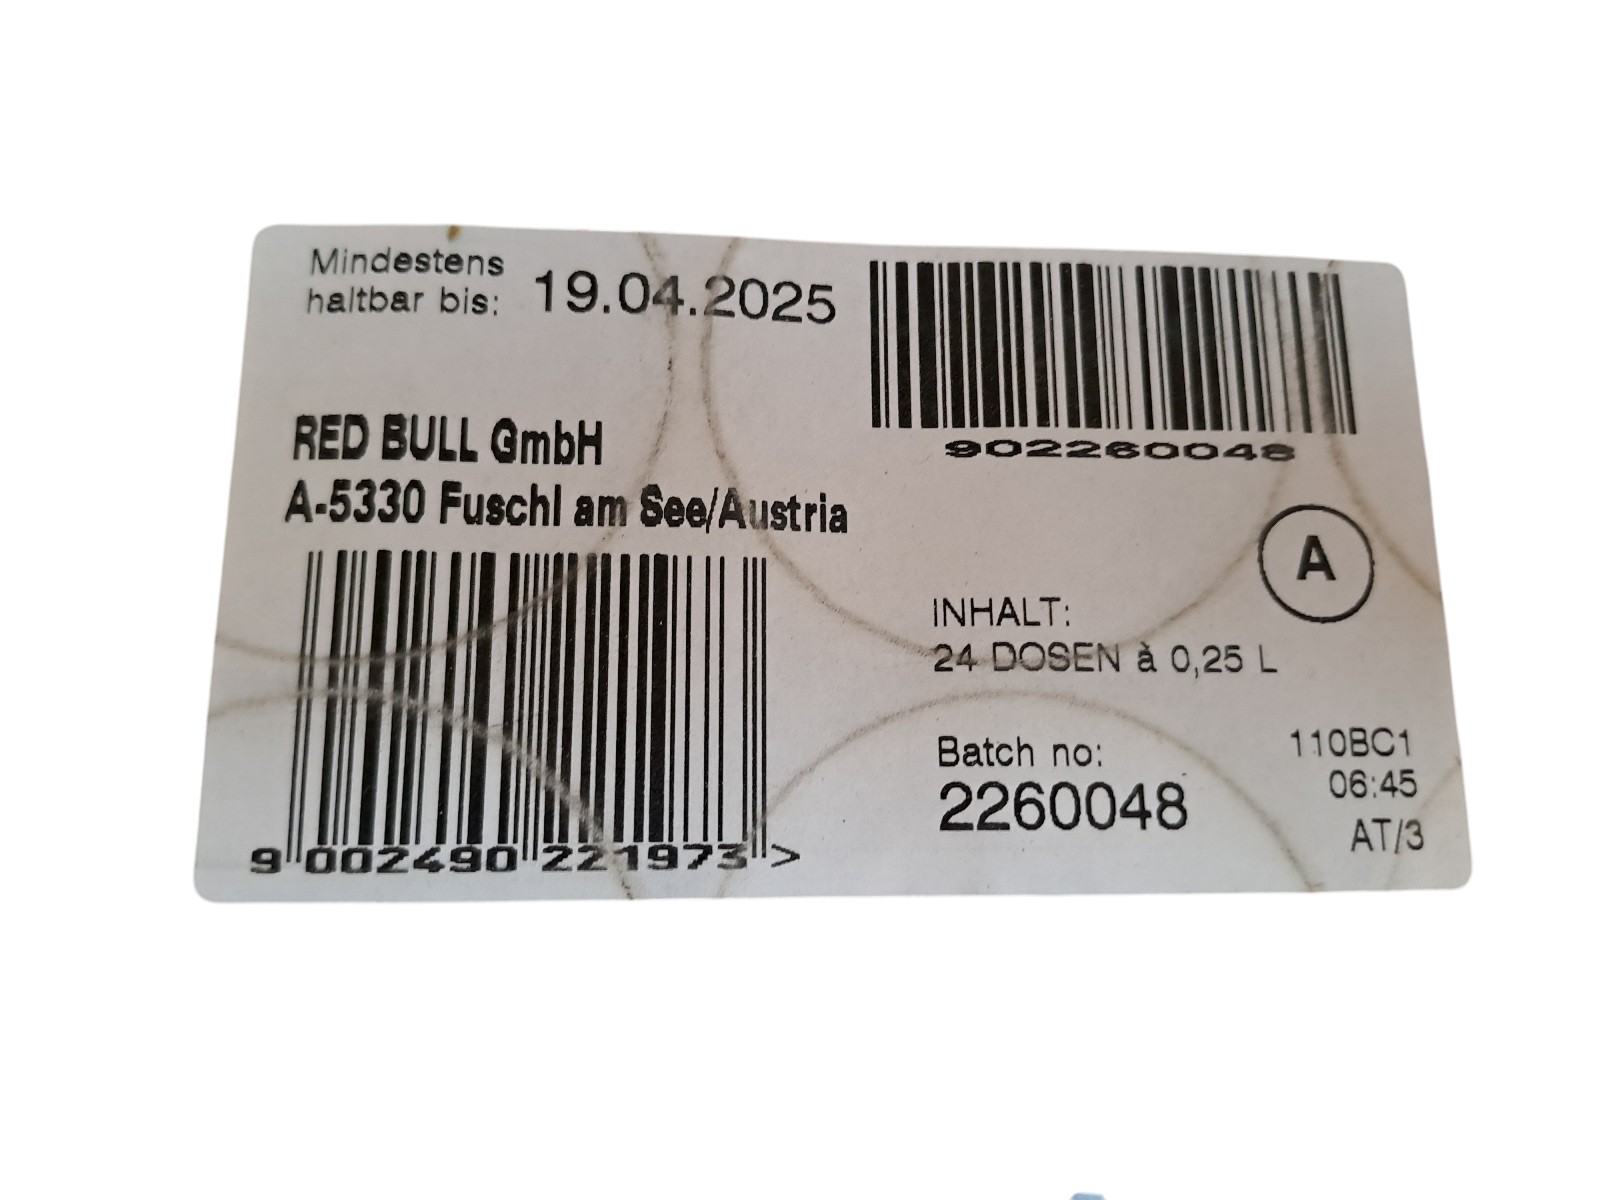 Mindestens
haltbar bis: 19.04.2025
902260048
RED BULL GmbH
A-5330 Fuschl am See/Austria
A
INHALT:
24 DOSEN à 0,25 L
Batch no:
2260048
110BC1
06:45
AT/3
9 002490 221973 >